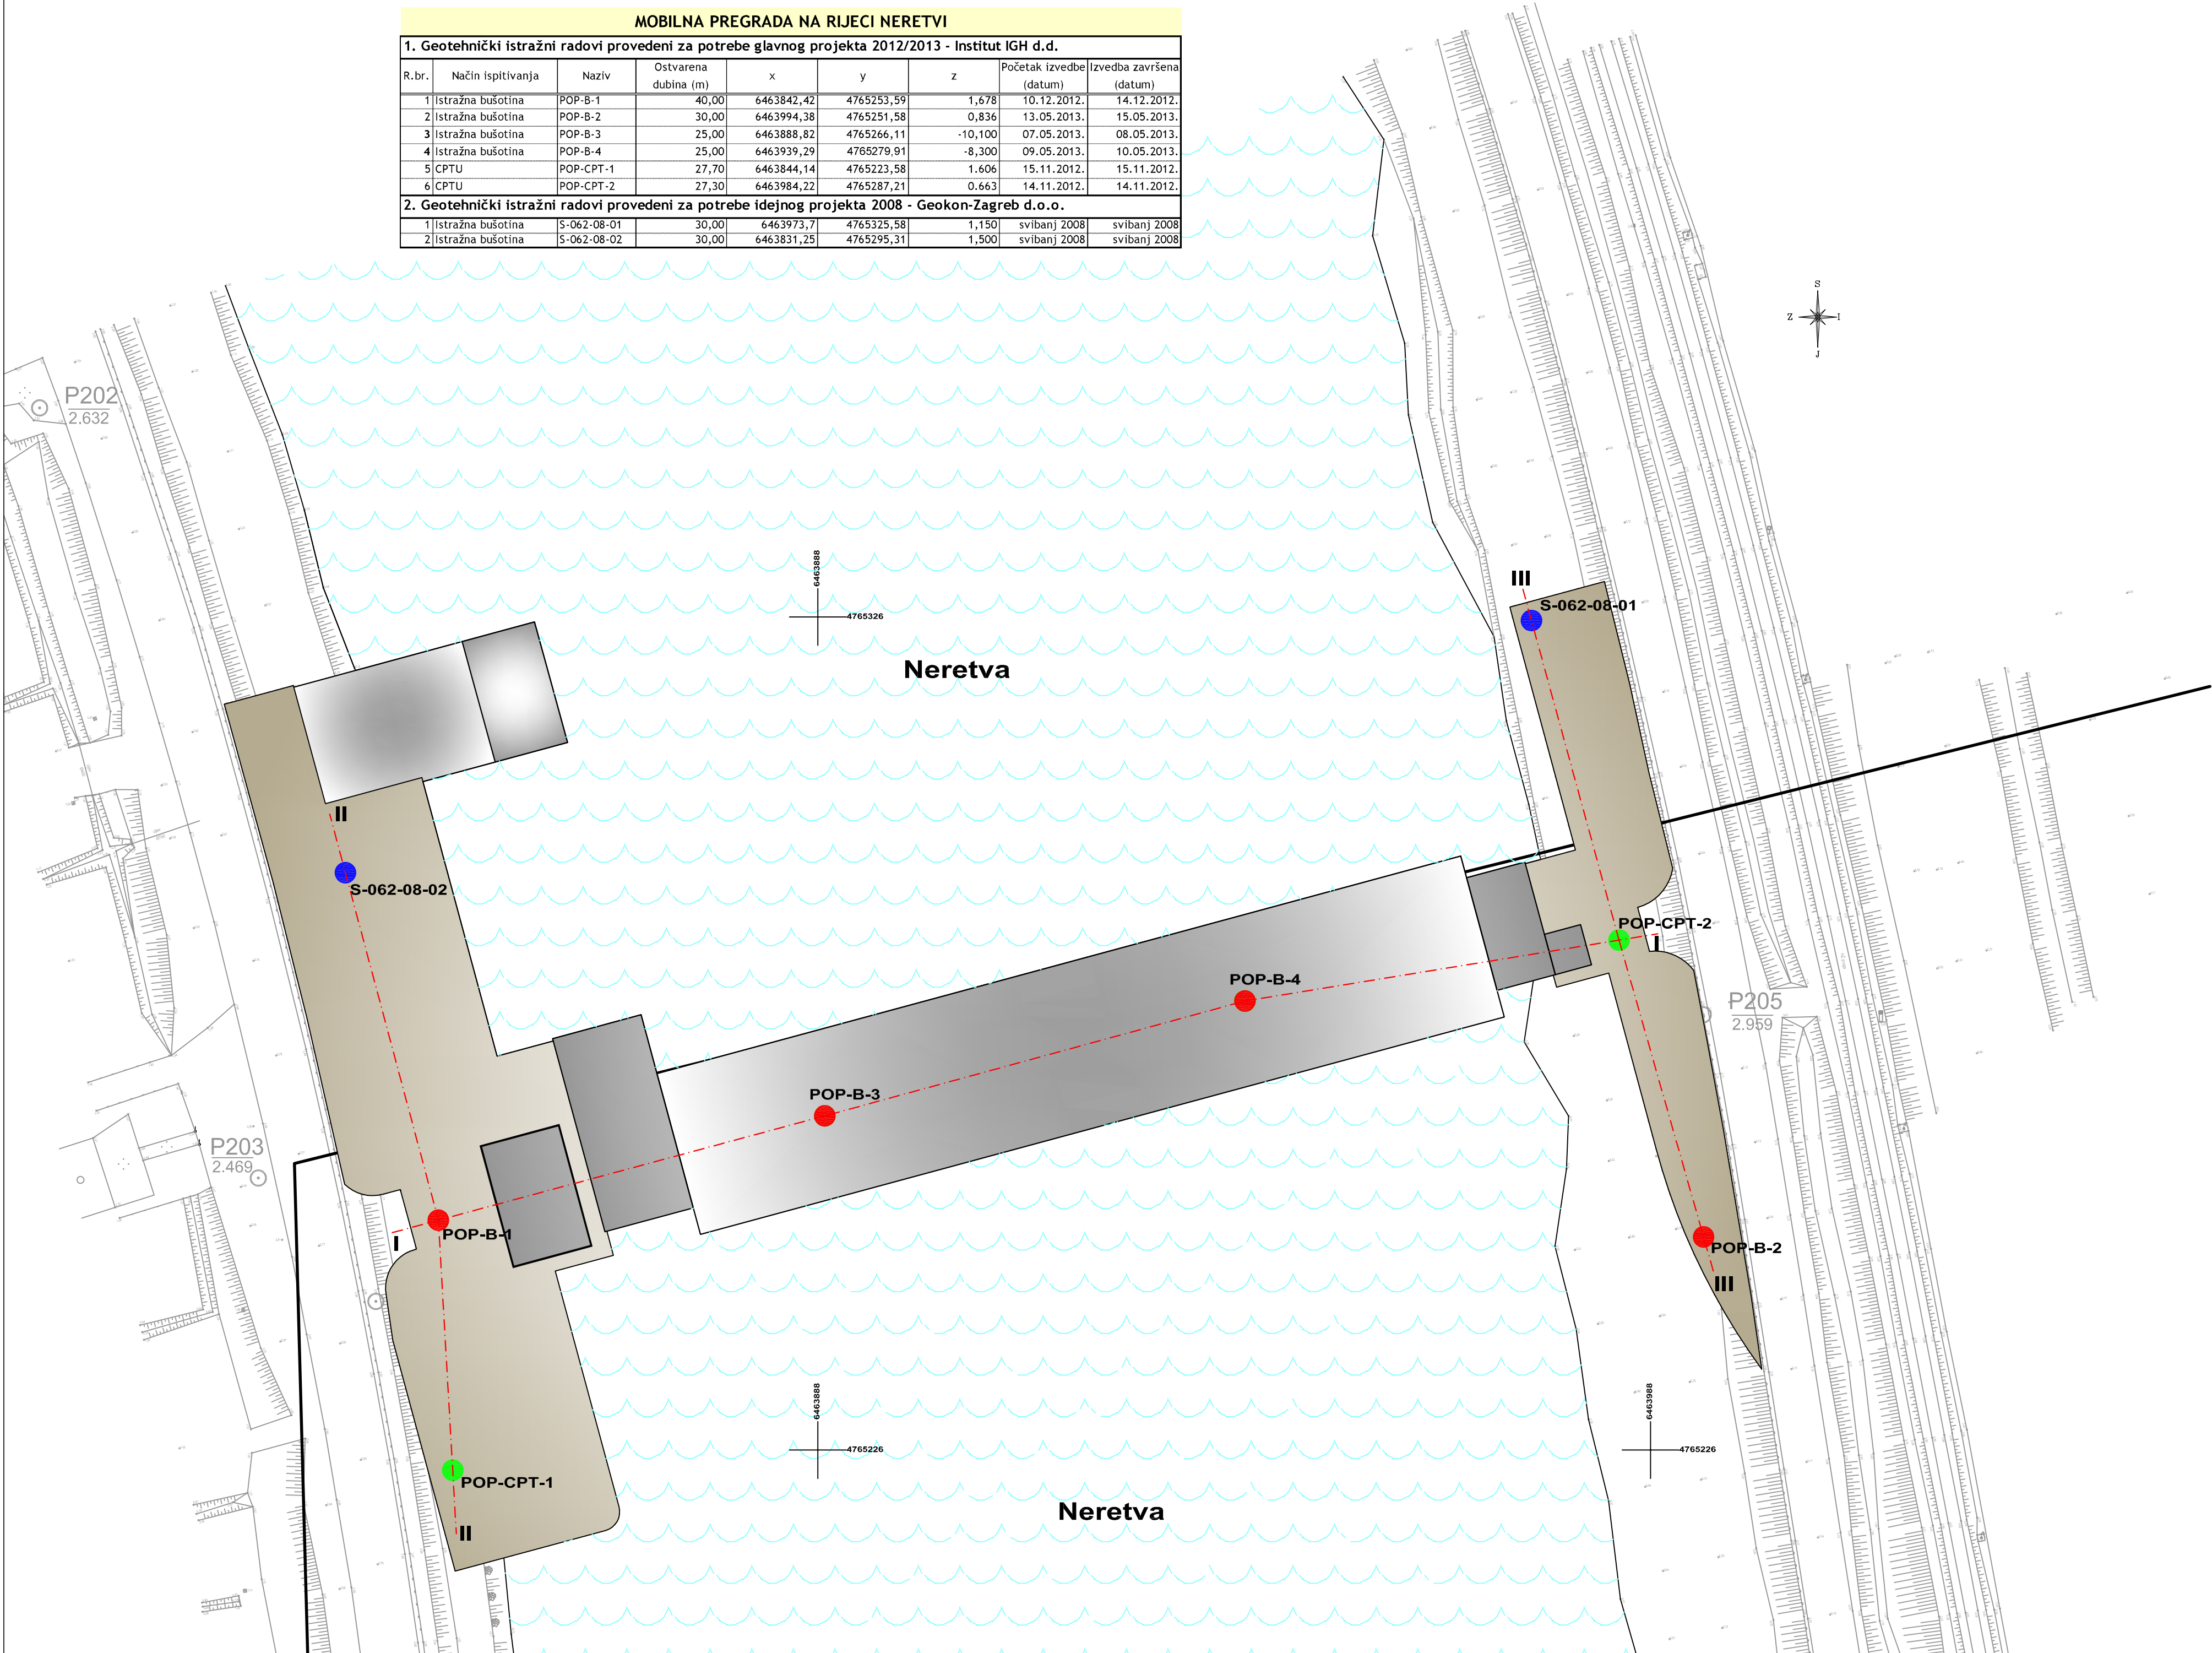 MOBILNA PREGRADA NA RIJECI NERETVI
1. Geotehnički istražni radovi provedeni za potrebe glavnog projekta 2012/2013 - Institut IGH d.d.
R.br. Način ispitivanja Naziv Ostvarena dubina (m) x y z Početak izvedbe (datum) Izvedba završena (datum)
1 Istražna bušotina POP-B-1 40,00 6463842,42 4765253,59 1,678 10.12.2012. 14.12.2012.
2 Istražna bušotina POP-B-2 30,00 6463994,38 4765251,58 0,836 13.05.2013. 15.05.2013.
3 Istražna bušotina POP-B-3 25,00 6463888,82 4765266,11 -10,100 07.05.2013. 08.05.2013.
4 Istražna bušotina POP-B-4 25,00 6463939,29 4765279,91 -8,300 09.05.2013. 10.05.2013.
5 CPTU POP-CPT-1 27,70 6463844,14 4765223,58 1.606 15.11.2012. 15.11.2012.
6 CPTU POP-CPT-2 27,30 6463984,22 4765287,21 0.663 14.11.2012. 14.11.2012.
2. Geotehnički istražni radovi provedeni za potrebe idejnog projekta 2008 - Geokon-Zagreb d.o.o.
1 Istražna bušotina S-062-08-01 30,00 6463973,7 4765325,58 1,150 svibanj 2008 svibanj 2008
2 Istražna bušotina S-062-08-02 30,00 6463831,25 4765295,31 1,500 svibanj 2008 svibanj 2008
S
Z I
J
P202
2.632
6463888
4765326
III
S-062-08-01
Neretva
II
S-062-08-02
POP-CPT-2
I
POP-B-4
P205
2.959
POP-B-3
P203
2.469
POP-B-1
I
POP-B-2
III
6463888
4765226
6463988
4765226
POP-CPT-1
II
Neretva